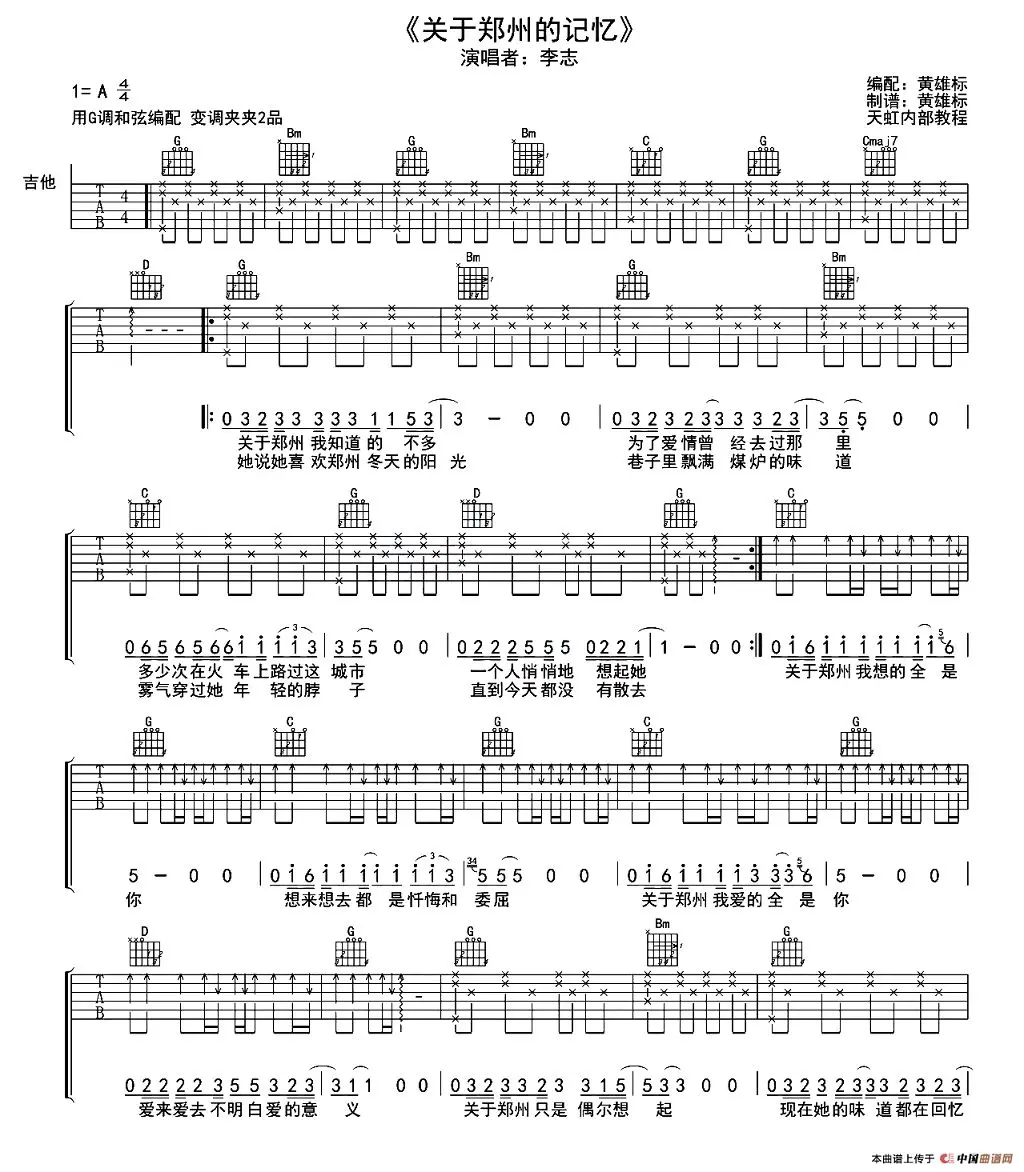 《关于郑州的记忆》
演唱者：李志
1= A 4/4
编配：黄雄标
制谱：黄雄标
用G调和弦编配 变调夹夹2品
天虹内部教程
G Bm G Bm C G Cmaj7
吉他 T A B 4 4
D G Bm G Bm
T A B
0 3 2 3 3 3 3 3 1 1 5 3 3 – 0 0 0 3 2 3 2 3 3 3 3 2 3 3 5 5
关于郑州 我知道 的 不多 为了爱 情曾 经去过那 里
她说她喜 欢郑州 冬天的阳 光 巷子里飘满 煤炉的味 道
C G D G C
T A B
0 6 5 6 5 6 6 1 1 1 1 3 3 5 5 0 0 0 2 2 2 5 5 5 0 2 2 1 1 – 0 0 0 1 6 1 1 1 1 1 1 1 5 6
多少次在火 车上路过这 城市 一个人悄悄地 想起她 关于郑州 我想的 全 是
雾气穿过她 年 轻的脖 子 直到今天都没 有散去
G C G C G
T A B
5 – 0 0 0 1 6 1 1 1 1 1 1 1 1 3 34 5 5 5 0 0 0 1 6 1 1 1 3 3 3 5 6 5 – 0 0
你 想来想去都 是忏悔和 委屈 关于郑州 我爱的 全 是 你
D G G Bm G
T A B
0 2 2 2 2 3 5 5 3 2 3 3 1 1 0 0 0 3 2 3 3 3 3 3 1 5 5 3 3 0 0 0 3 2 2 3 3 3 3 2 3
爱来爱去 不明白爱的意 义 关于郑州 只是 偶尔想 起 现在她的味 道都在回忆
本曲谱上传于 中国曲谱网